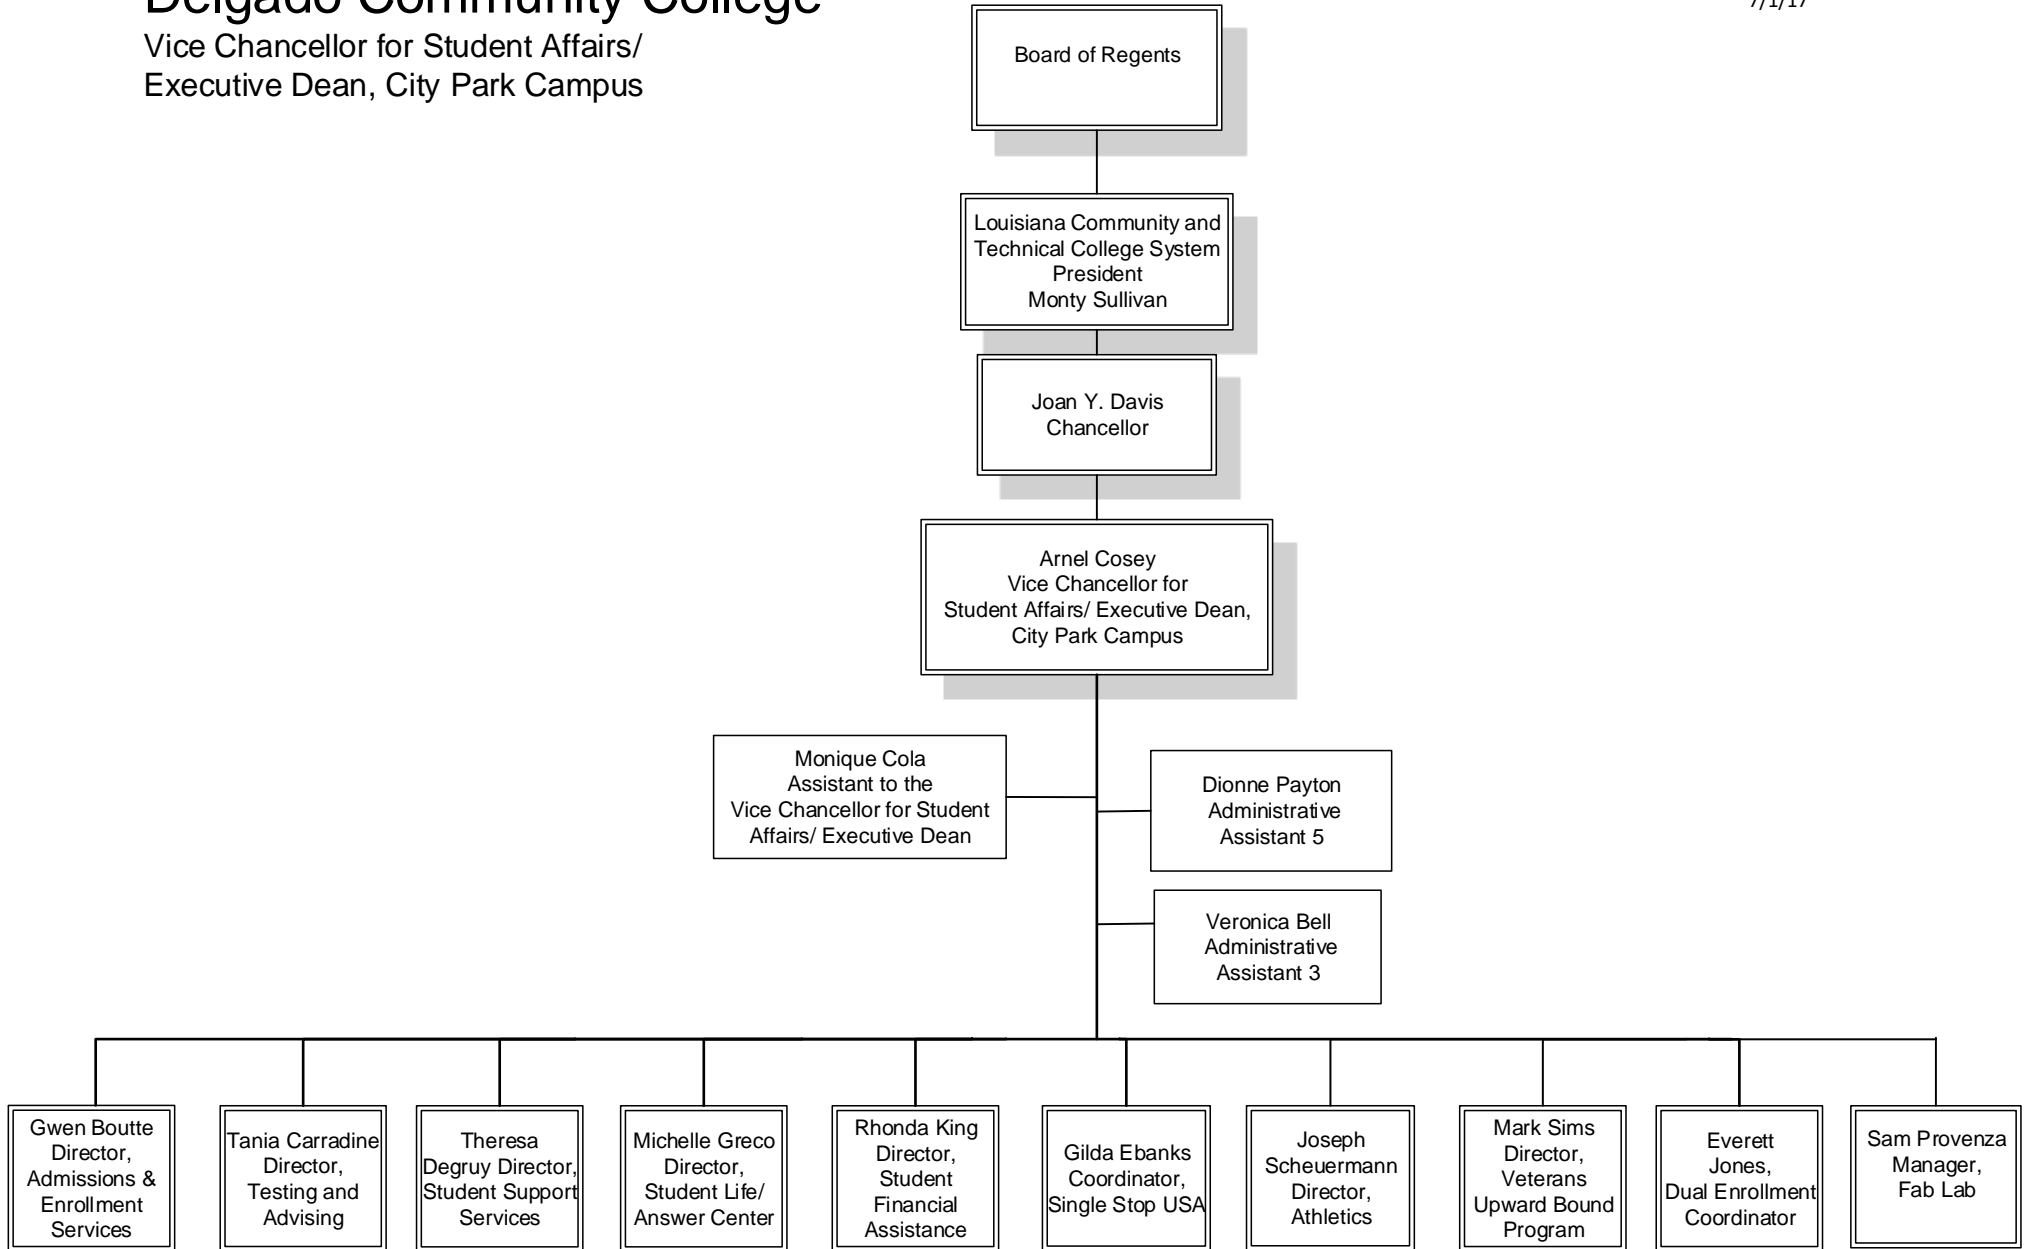 Delgado Community College
7/1/17
Vice Chancellor for Student Affairs/
Executive Dean, City Park Campus
Board of Regents
Louisiana Community and
Technical College System
President
Monty Sullivan
Joan Y. Davis
Chancellor
Arnel Cosey
Vice Chancellor for
Student Affairs/ Executive Dean,
City Park Campus
Monique Cola
Assistant to the
Vice Chancellor for Student
Affairs/ Executive Dean
Dionne Payton
Administrative
Assistant 5
Veronica Bell
Administrative
Assistant 3
Gwen Boutte
Director,
Admissions &
Enrollment
Services
Tania Carradine
Director,
Testing and
Advising
Theresa
Degruy Director,
Student Support
Services
Michelle Greco
Director,
Student Life/
Answer Center
Rhonda King
Director,
Student
Financial
Assistance
Gilda Ebanks
Coordinator,
Single Stop USA
Joseph
Scheuermann
Director,
Athletics
Mark Sims
Director,
Veterans
Upward Bound
Program
Everett
Jones,
Dual Enrollment
Coordinator
Sam Provenza
Manager,
Fab Lab